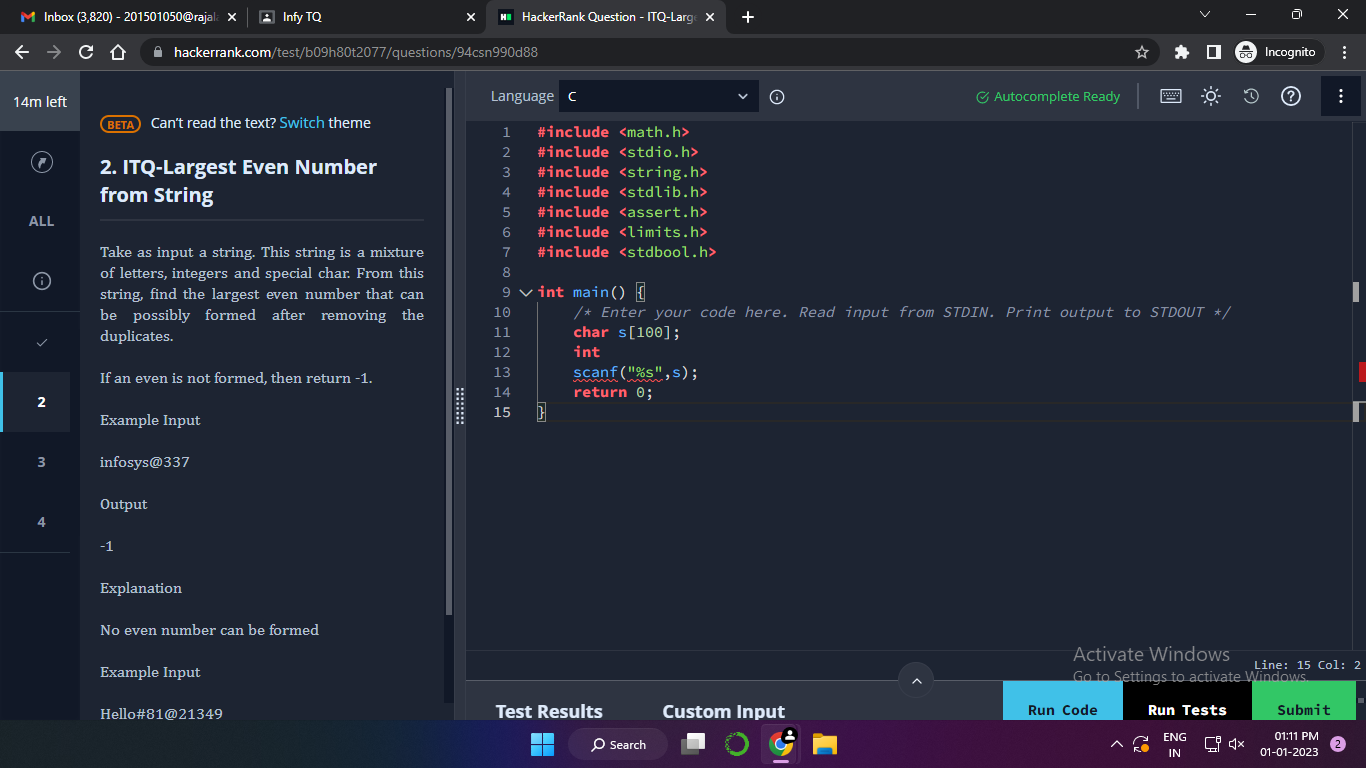 Inbox (3,820) - 201501050@rajal
Infy TQ
HackerRank Question - ITQ-Larg
hackerrank.com/test/b09h80t2077/questions/94csn990d88
Incognito
14m left
ALL
2
3
4
BETA Can't read the text? Switch theme
2. ITQ-Largest Even Number
from String
Take as input a string. This string is a mixture
of letters, integers and special char. From this
string, find the largest even number that can
be possibly formed after removing the
duplicates.
If an even is not formed, then return -1.
Example Input
infosys@337
Output
-1
Explanation
No even number can be formed
Example Input
Hello#81@21349
Language C
Autocomplete Ready
1 #include <math.h>
2 #include <stdio.h>
3 #include <string.h>
4 #include <stdlib.h>
5 #include <assert.h>
6 #include <limits.h>
7 #include <stdbool.h>
8
9 int main() {
10 /* Enter your code here. Read input from STDIN. Print output to STDOUT */
11 char s[100];
12 int
13 scanf("%s",s);
14 return 0;
15 }
Activate Windows
Go to Settings to activate Windows.
Line: 15 Col: 2
Test Results
Custom Input
Run Code
Run Tests
Submit
Search
ENG
IN
01:11 PM
01-01-2023
2